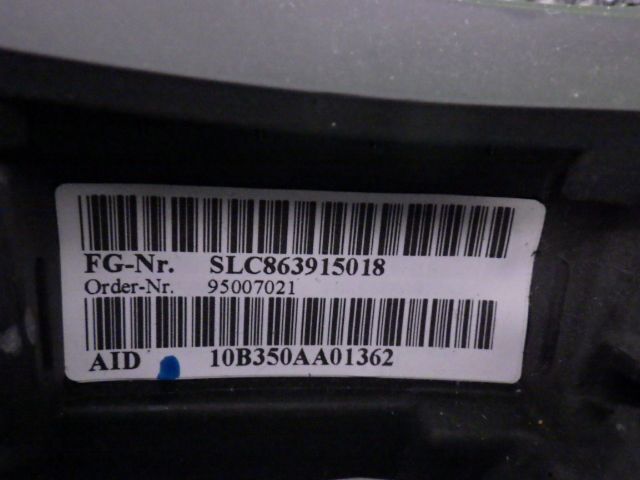 FG-Nr. SLC863915018
Order-Nr. 95007021
AID 10B350AA01362